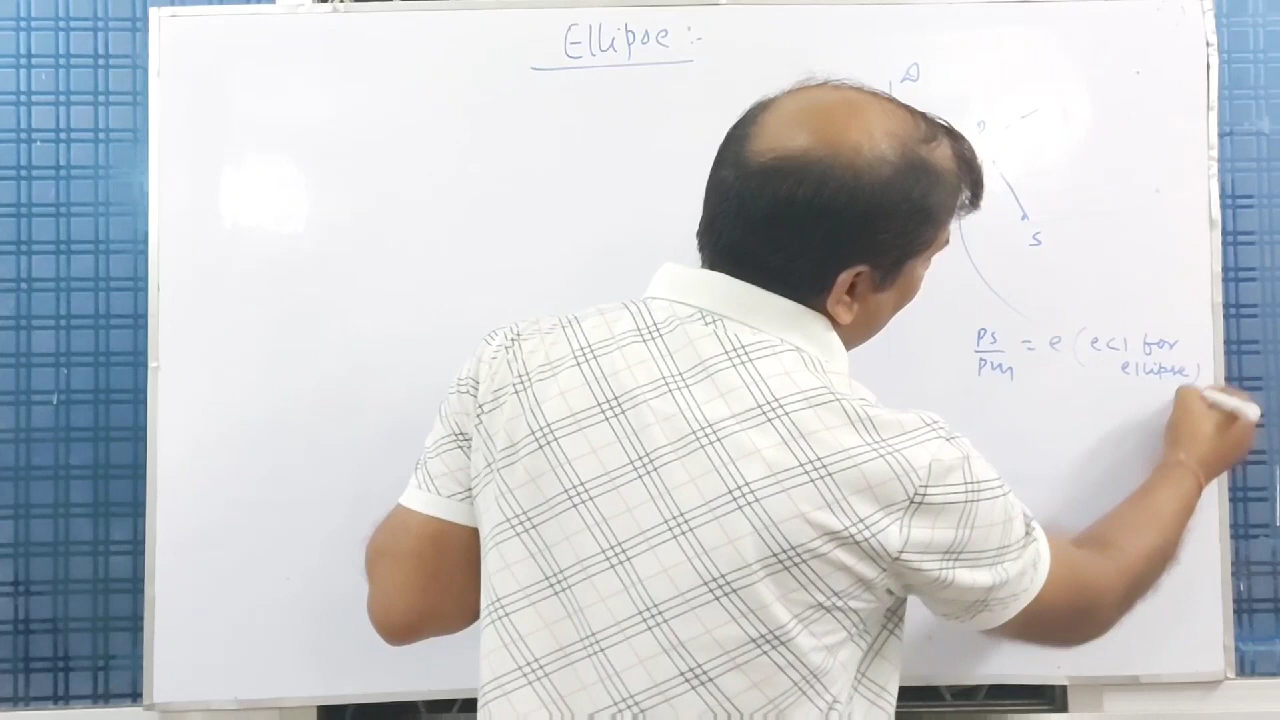 Ellipse :-
S
PS
PM
= e (e<1 for
ellipse)